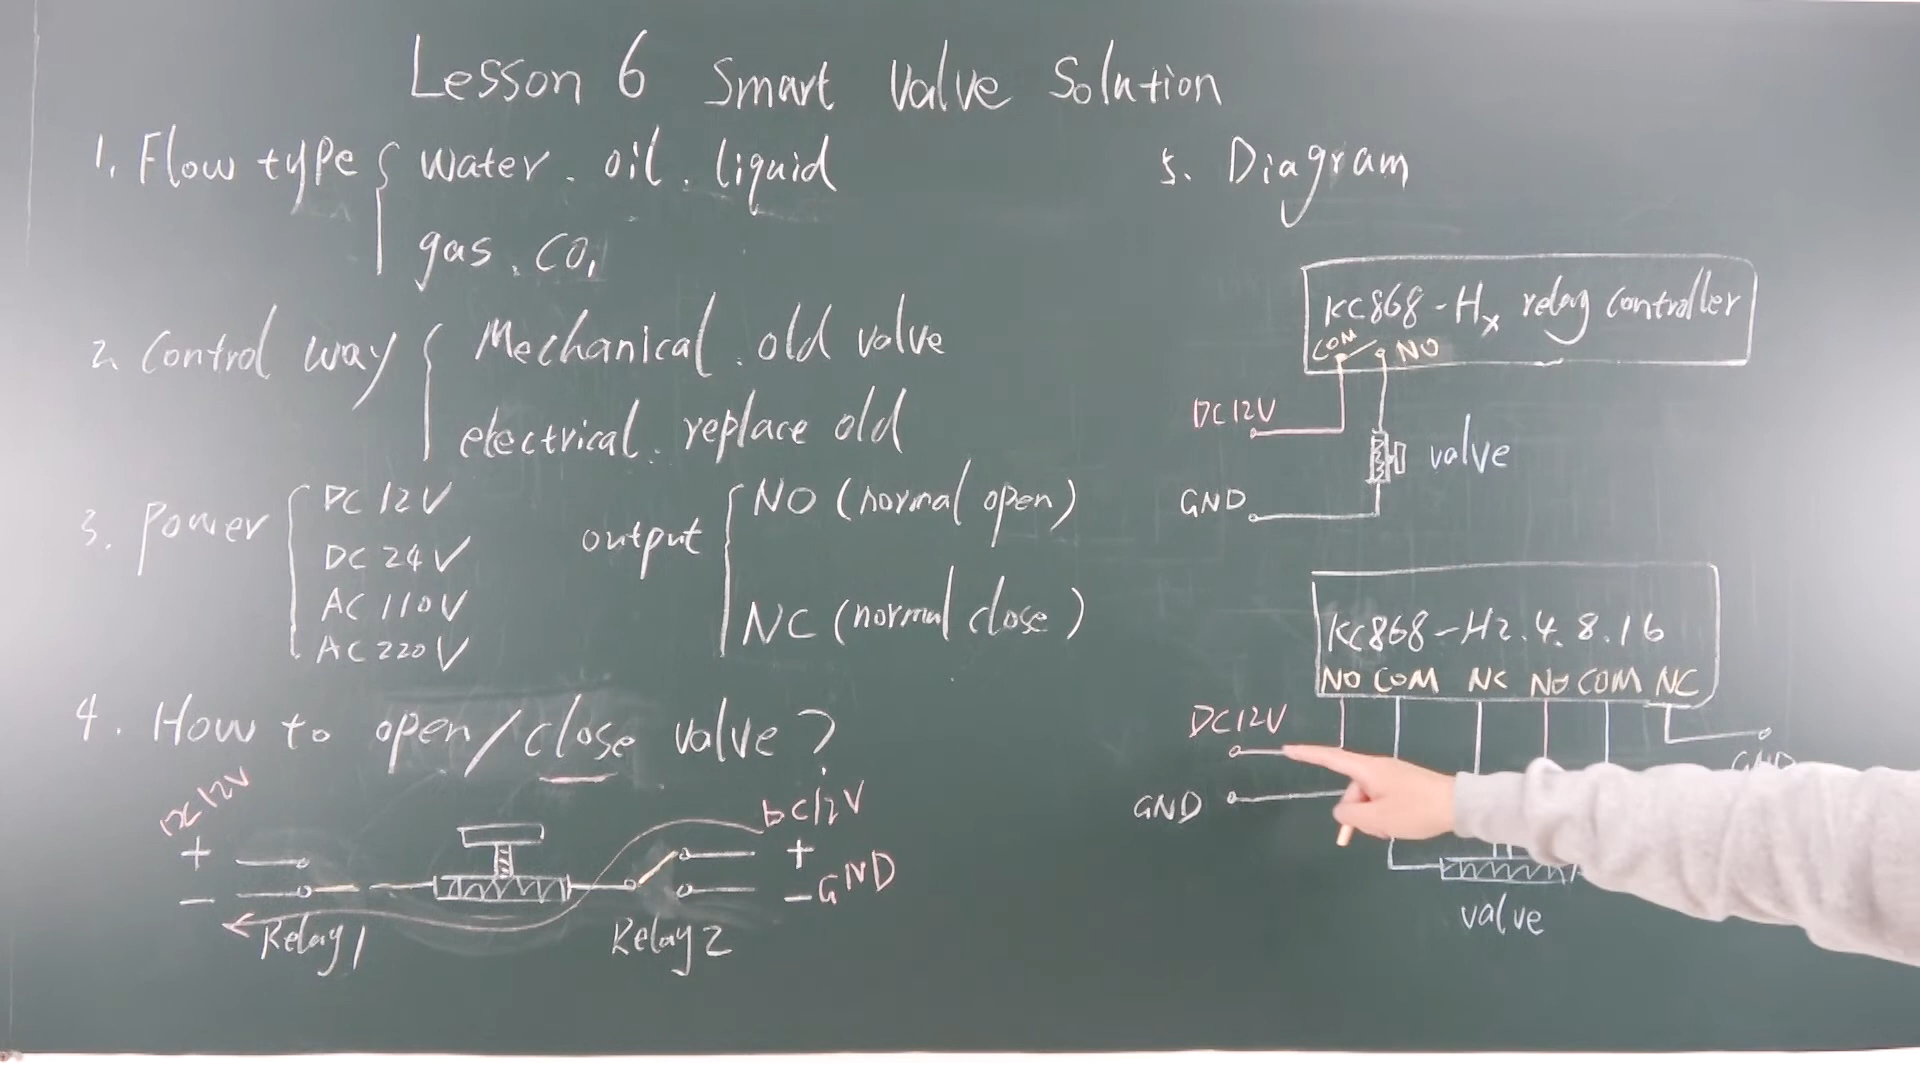 Lesson 6 Smart Valve Solution
1. Flow type { water. oil. liquid
gas. CO,
2. Control way { Mechanical. old valve
electrical. replace old
3. power { DC 12V
DC 24V
AC 110V
AC 220V
output { NO (normal open)
NC (normal close)
4. How to open/close valve?
DC12V
+
-
Relay 1
Relay 2
DC12V
+
- GND
5. Diagram
KC868-Hx relay controller
COM NO
DC12V
GND
valve
KC868-H2.4.8.16
NO COM NC NO COM NC
DC12V
GND
GND
valve